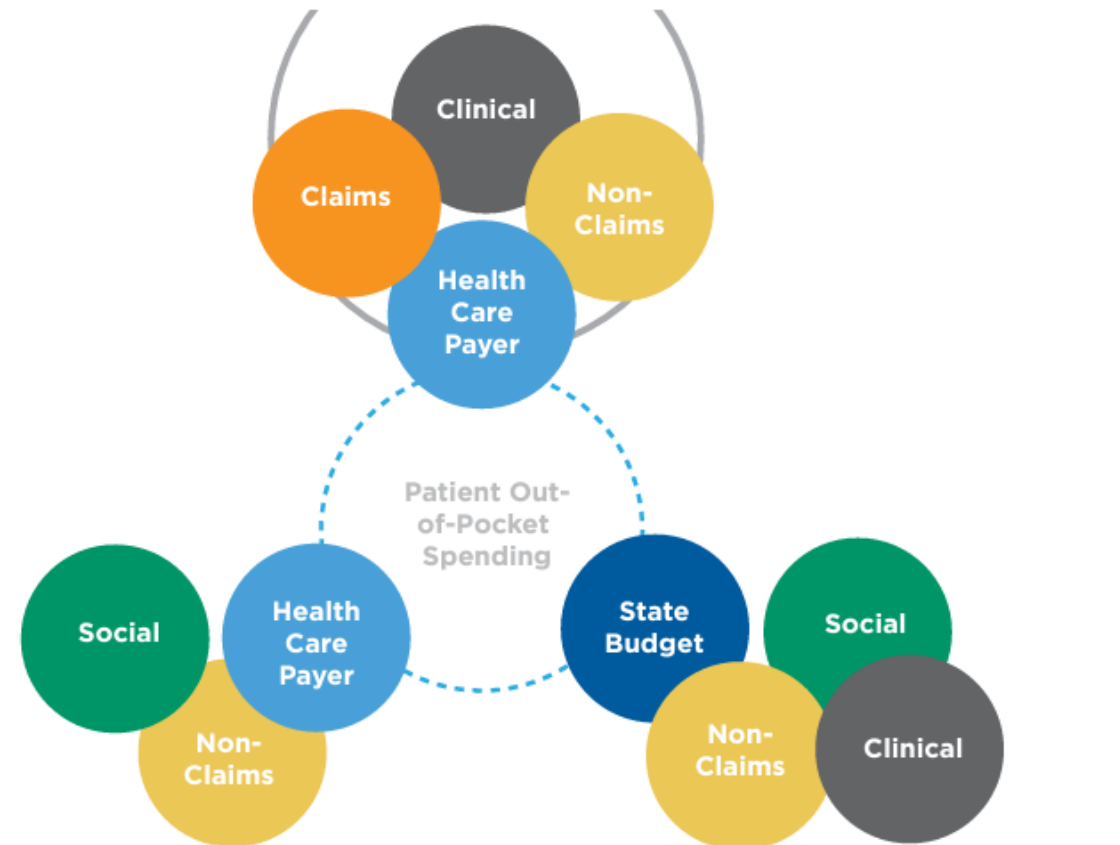 Clinical
Claims
Non-
Claims
Health
Care
Payer
Patient Out-
of-Pocket
Spending
Social
Health
Care
Payer
Non-
Claims
State
Budget
Social
Non-
Claims
Clinical